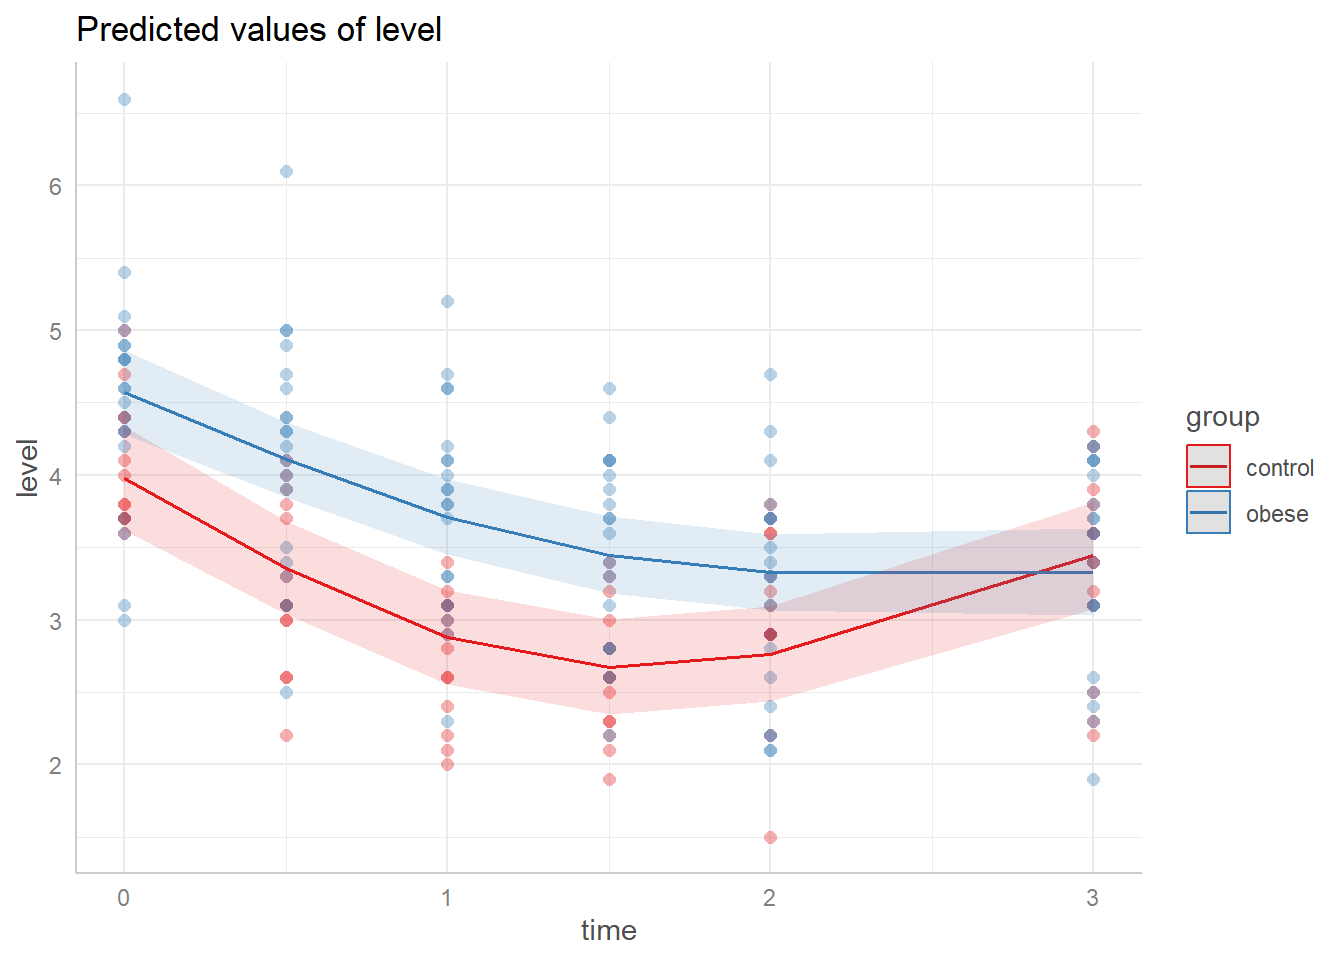 Predicted values of level
6
5
4
3
2
level
0 1 2 3
time
group
control
obese